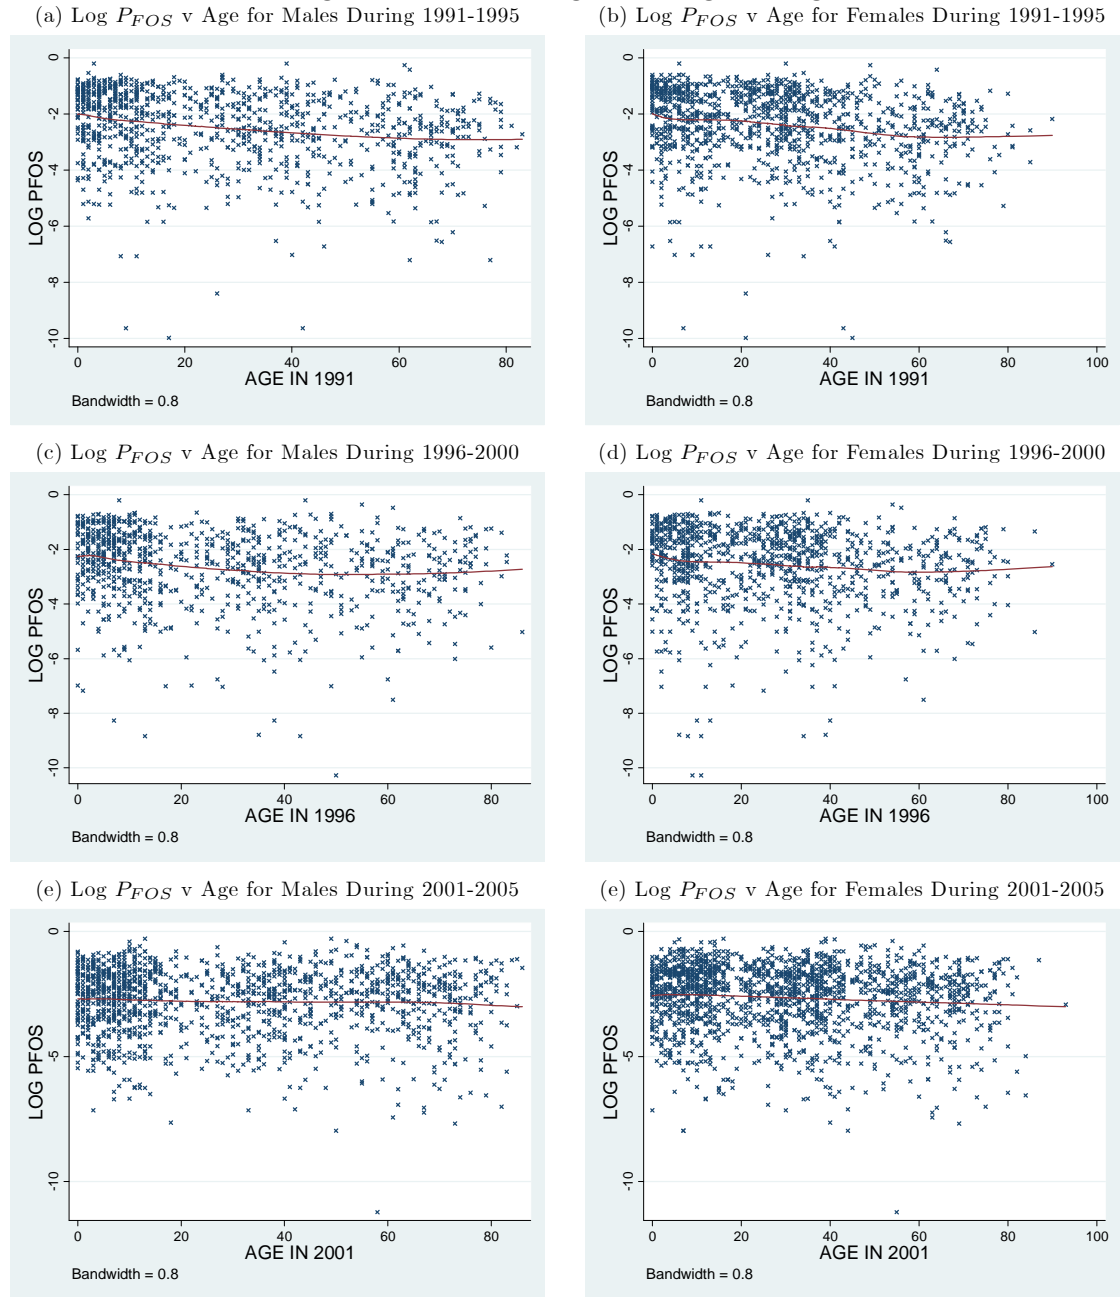 (a) Log P_FOS v Age for Males During 1991-1995
LOG PFOS
0
-2
-4
-6
-8
-10
0 20 40 60 80
AGE IN 1991
Bandwidth = 0.8
(b) Log P_FOS v Age for Females During 1991-1995
LOG PFOS
0
-2
-4
-6
-8
-10
0 20 40 60 80 100
AGE IN 1991
Bandwidth = 0.8
(c) Log P_FOS v Age for Males During 1996-2000
LOG PFOS
0
-2
-4
-6
-8
-10
0 20 40 60 80
AGE IN 1996
Bandwidth = 0.8
(d) Log P_FOS v Age for Females During 1996-2000
LOG PFOS
0
-2
-4
-6
-8
-10
0 20 40 60 80 100
AGE IN 1996
Bandwidth = 0.8
(e) Log P_FOS v Age for Males During 2001-2005
LOG PFOS
0
-5
-10
0 20 40 60 80
AGE IN 2001
Bandwidth = 0.8
(e) Log P_FOS v Age for Females During 2001-2005
LOG PFOS
0
-5
-10
0 20 40 60 80 100
AGE IN 2001
Bandwidth = 0.8